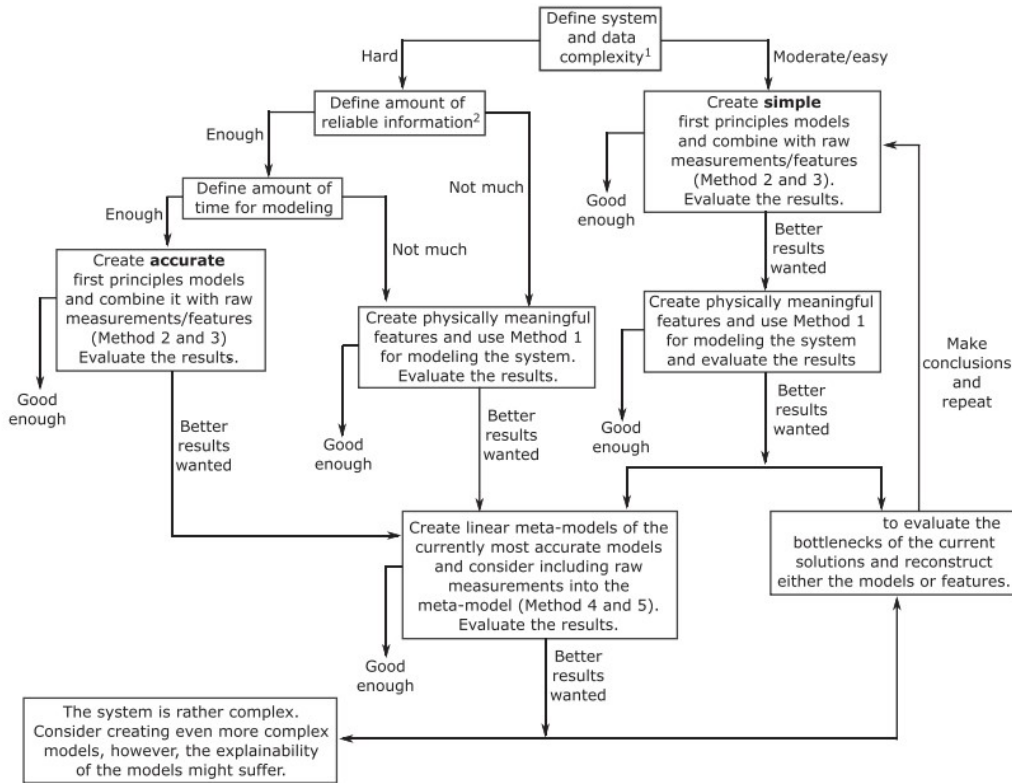 Define system
and data
complexity¹
Hard
Moderate/easy
Define amount of
reliable information²
Create simple
first principles models
and combine with raw
measurements/features
(Method 2 and 3).
Evaluate the results.
Enough
Not much
Good
enough
Define amount of
time for modeling
Enough
Not much
Better
results
wanted
Create accurate
first principles models
and combine it with raw
measurements/features
(Method 2 and 3)
Evaluate the results.
Create physically meaningful
features and use Method 1
for modeling the system.
Evaluate the results.
Create physically meaningful
features and use Method 1
for modeling the system
and evaluate the results
Make
conclusions
and
repeat
Good
enough
Better
results
wanted
Good
enough
Better
results
wanted
Good
enough
Better
results
wanted
Create linear meta-models of the
currently most accurate models
and consider including raw
measurements into the
meta-model (Method 4 and 5).
Evaluate the results.
to evaluate the
bottlenecks of the current
solutions and reconstruct
either the models or features.
Good
enough
Better
results
wanted
The system is rather complex.
Consider creating even more complex
models, however, the explainability
of the models might suffer.